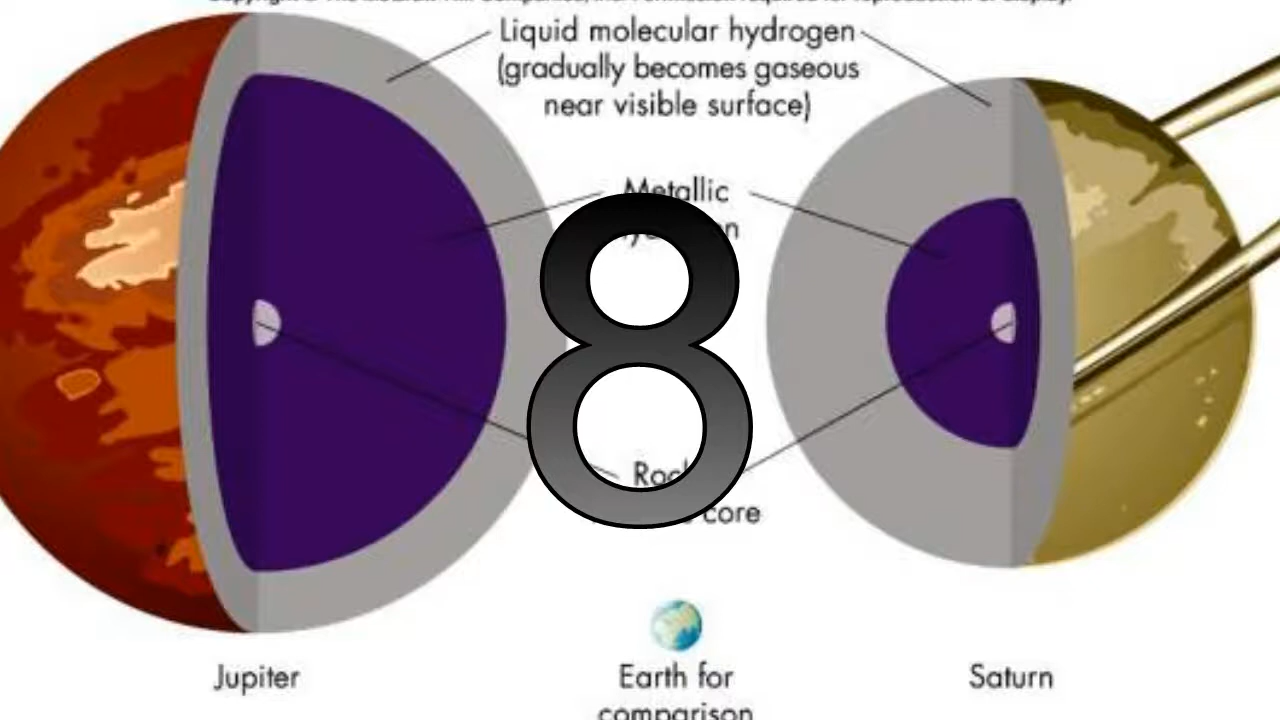 Liquid molecular hydrogen
(gradually becomes gaseous
near visible surface)
Metallic
8
core
Jupiter
Earth for
comparison
Saturn